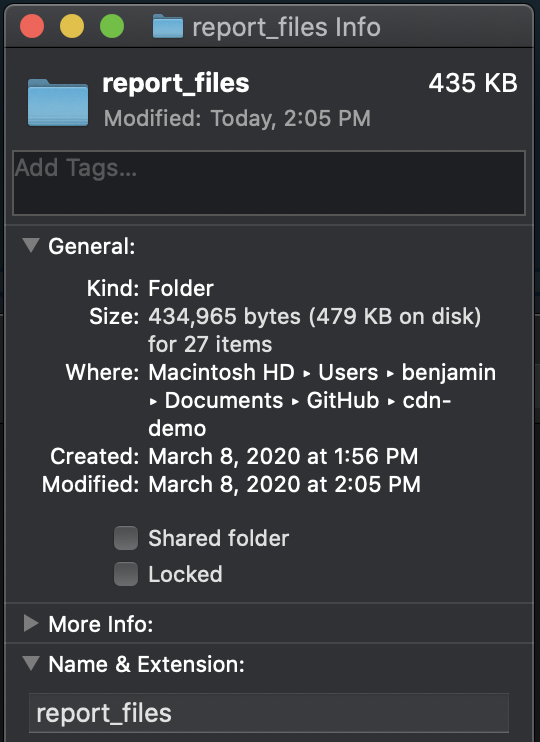 report_files Info
report_files 435 KB
Modified: Today, 2:05 PM
Add Tags...
General:
Kind: Folder
Size: 434,965 bytes (479 KB on disk)
for 27 items
Where: Macintosh HD ▸ Users ▸ benjamin
▸ Documents ▸ GitHub ▸ cdn-
demo
Created: March 8, 2020 at 1:56 PM
Modified: March 8, 2020 at 2:05 PM
Shared folder
Locked
More Info:
Name & Extension:
report_files